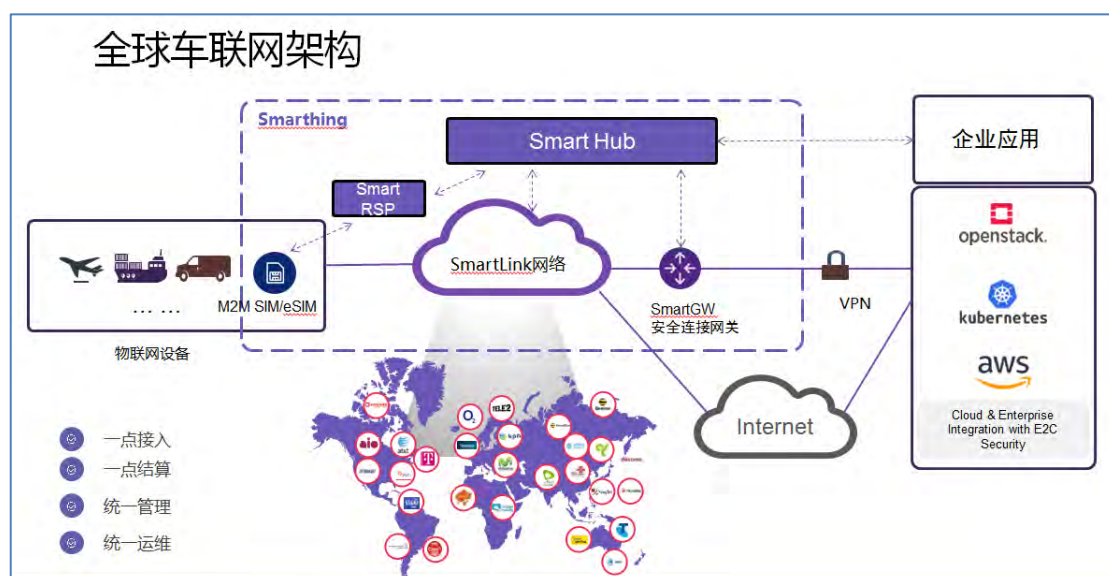 全球车联网架构
Smarthing
Smart Hub
企业应用
Smart
RSP
openstack.
SmartLink网络
M2M SIM/eSIM
... ...
SmartGW
安全连接网关
VPN
kubernetes
物联网设备
aws
Internet
Cloud & Enterprise
Integration with E2C
Security
一点接入
一点结算
统一管理
统一运维
O2
TELE2
aio
at&t